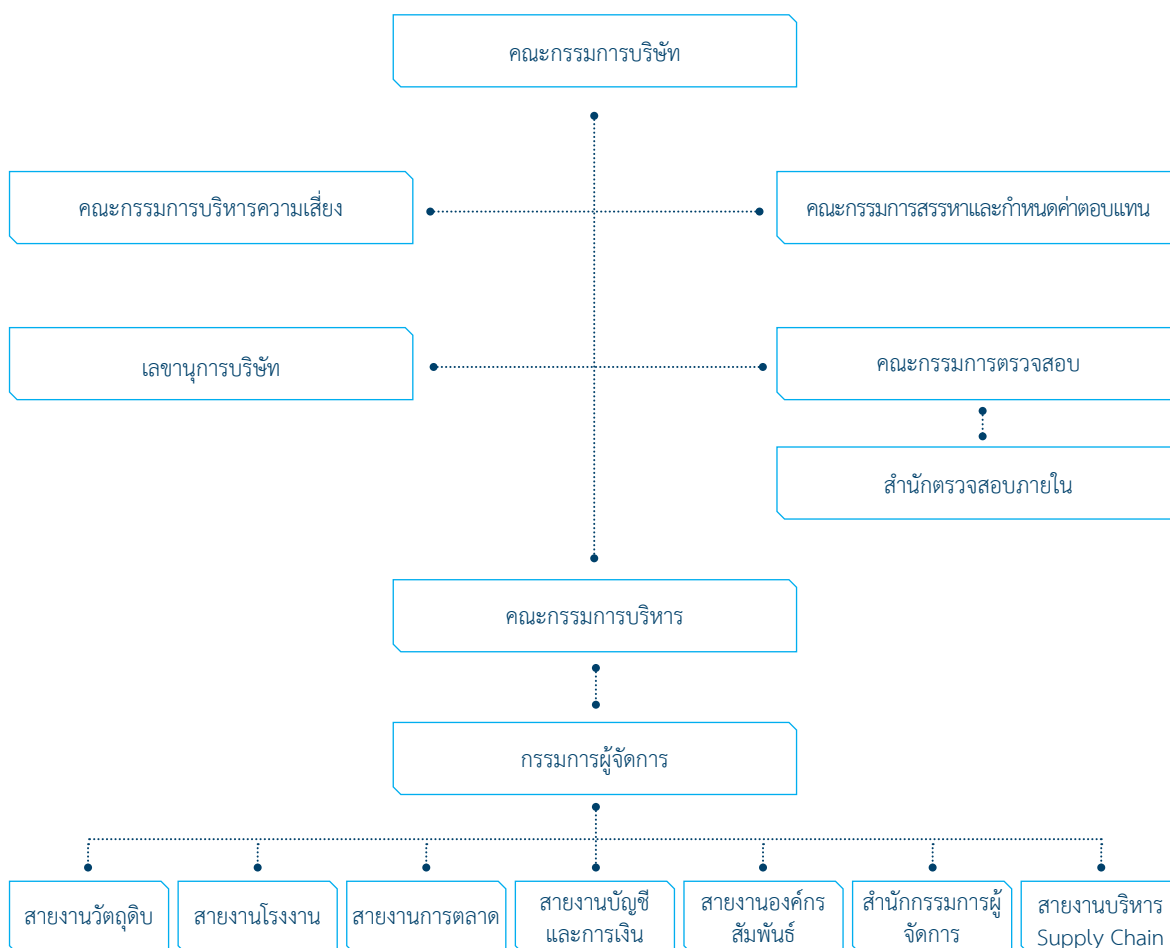 คณะกรรมการบริษัท
คณะกรรมการบริหารความเสี่ยง
คณะกรรมการสรรหาและกำหนดค่าตอบแทน
เลขานุการบริษัท
คณะกรรมการตรวจสอบ
สำนักตรวจสอบภายใน
คณะกรรมการบริหาร
กรรมการผู้จัดการ
สายงานวัตถุดิบ
สายงานโรงงาน
สายงานการตลาด
สายงานบัญชี
และการเงิน
สายงานองค์กร
สัมพันธ์
สำนักกรรมการผู้
จัดการ
สายงานบริหาร
Supply Chain